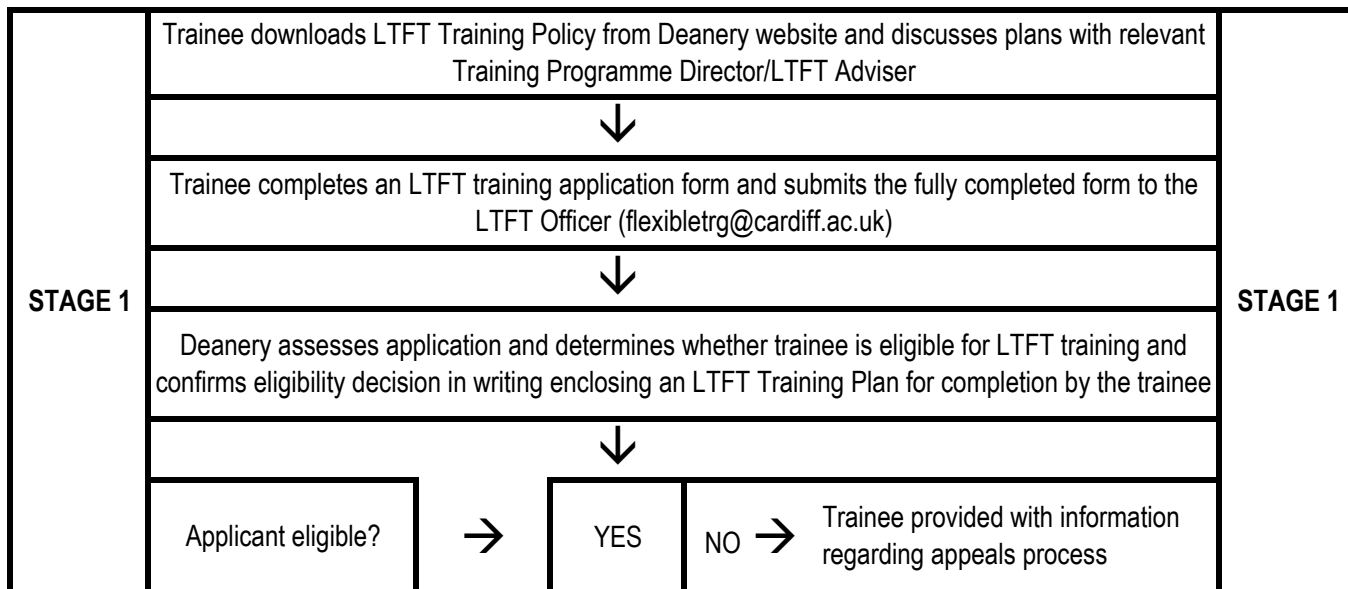 Trainee downloads LTFT Training Policy from Deanery website and discusses plans with relevant
Training Programme Director/LTFT Adviser
↓
Trainee completes an LTFT training application form and submits the fully completed form to the
LTFT Officer (flexibletrg@cardiff.ac.uk)
↓
STAGE 1
STAGE 1
Deanery assesses application and determines whether trainee is eligible for LTFT training and
confirms eligibility decision in writing enclosing an LTFT Training Plan for completion by the trainee
↓
Applicant eligible?
→
YES
NO →
Trainee provided with information
regarding appeals process